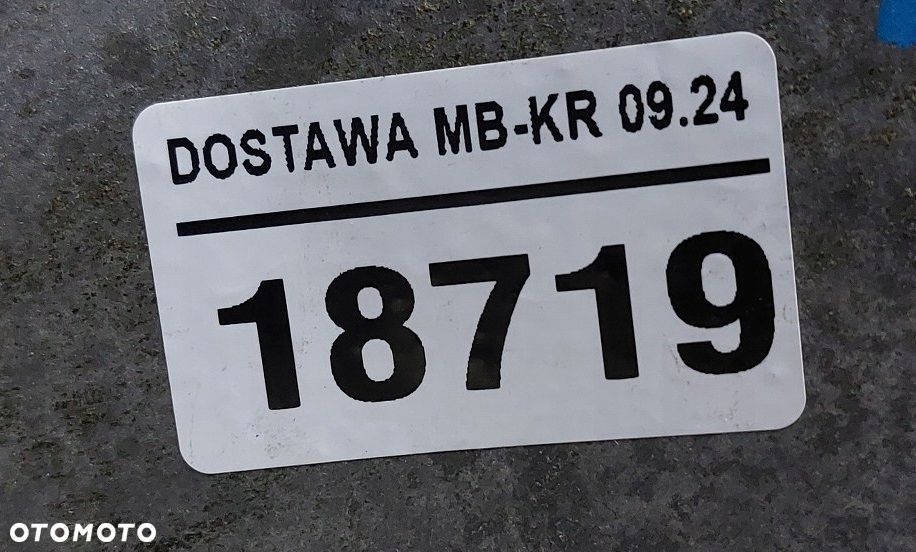 DOSTAWA MB-KR 09.24
18719
OTOMOTO